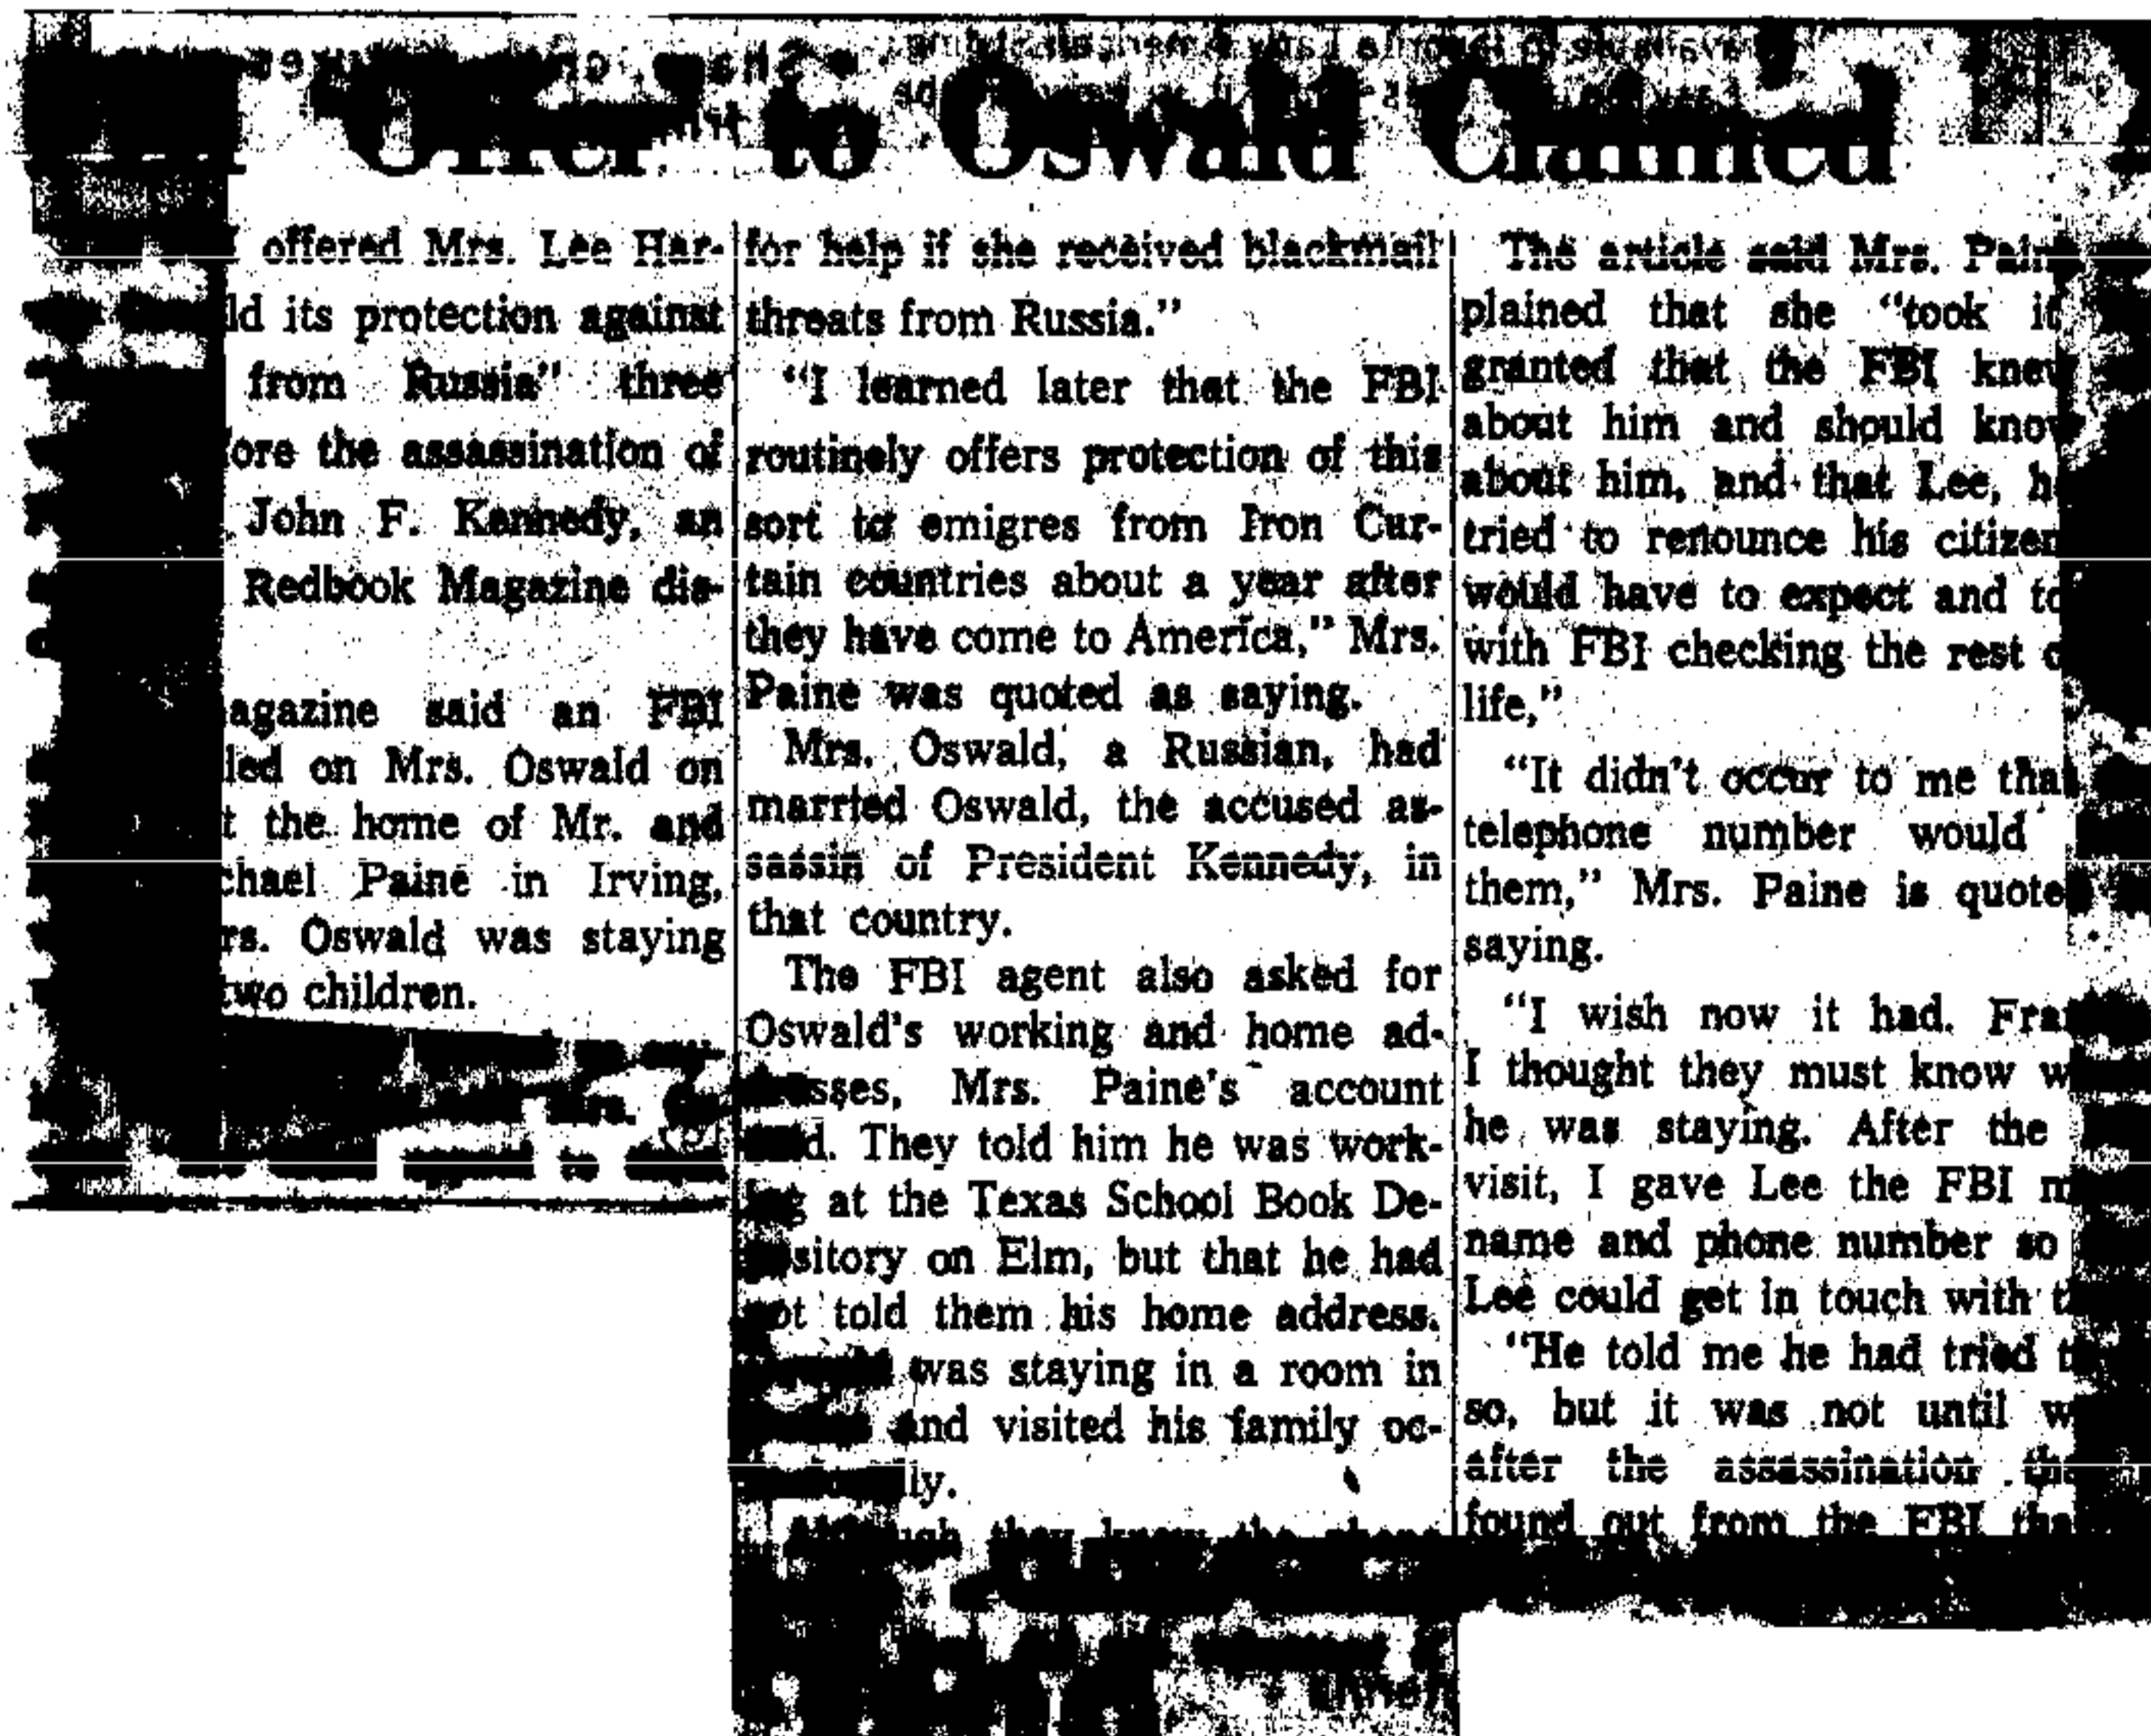 Offer to Oswald Claimed
offered Mrs. Lee Har-
ld its protection against
from Russia" three
ore the assassination of
John F. Kennedy, an
Redbook Magazine dis-
agazine said an FBI
led on Mrs. Oswald on
t the home of Mr. and
chael Paine in Irving,
rs. Oswald was staying
two children.
for help if she received blackmail
threats from Russia."
"I learned later that the FBI
routinely offers protection of this
sort to emigres from Iron Cur-
tain countries about a year after
they have come to America," Mrs.
Paine was quoted as saying.
Mrs. Oswald, a Russian, had
married Oswald, the accused as-
sassin of President Kennedy, in
that country.
The FBI agent also asked for
Oswald's working and home ad-
sses, Mrs. Paine's account
d. They told him he was work-
ing at the Texas School Book De-
sitory on Elm, but that he had
not told them his home address.
was staying in a room in
and visited his family oc-
ly.
they knew the phone
The article said Mrs. Paine
plained that she "took it
granted that the FBI knew
about him and should know
about him, and that Lee, h
tried to renounce his citizen
would have to expect and to
with FBI checking the rest o
life,"
"It didn't occur to me that
telephone number would
them," Mrs. Paine is quoted
saying.
"I wish now it had. Fran
I thought they must know w
he was staying. After the
visit, I gave Lee the FBI m
name and phone number so
Lee could get in touch with t
"He told me he had tried t
so, but it was not until w
after the assassination tha
found out from the FBI tha